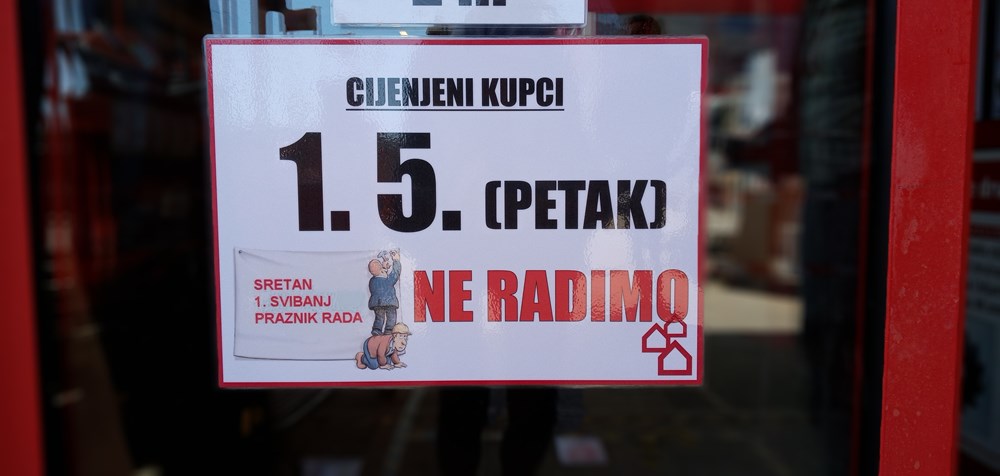 CIJENJENI KUPCI
1. 5. (PETAK)
SRETAN
1. SVIBANJ
PRAZNIK RADA
NE RADIMO